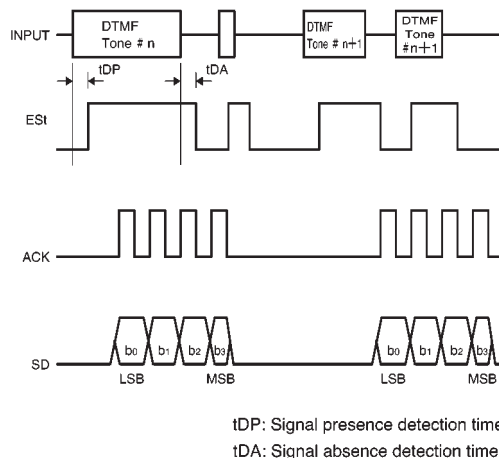 INPUT
DTMF
Tone # n
DTMF
Tone #n+1
DTMF
Tone
#n+1
tDP
tDA
ESt
ACK
SD
b0
b1
b2
b3
b0
b1
b2
b3
LSB
MSB
LSB
MSB
tDP: Signal presence detection time
tDA: Signal absence detection time